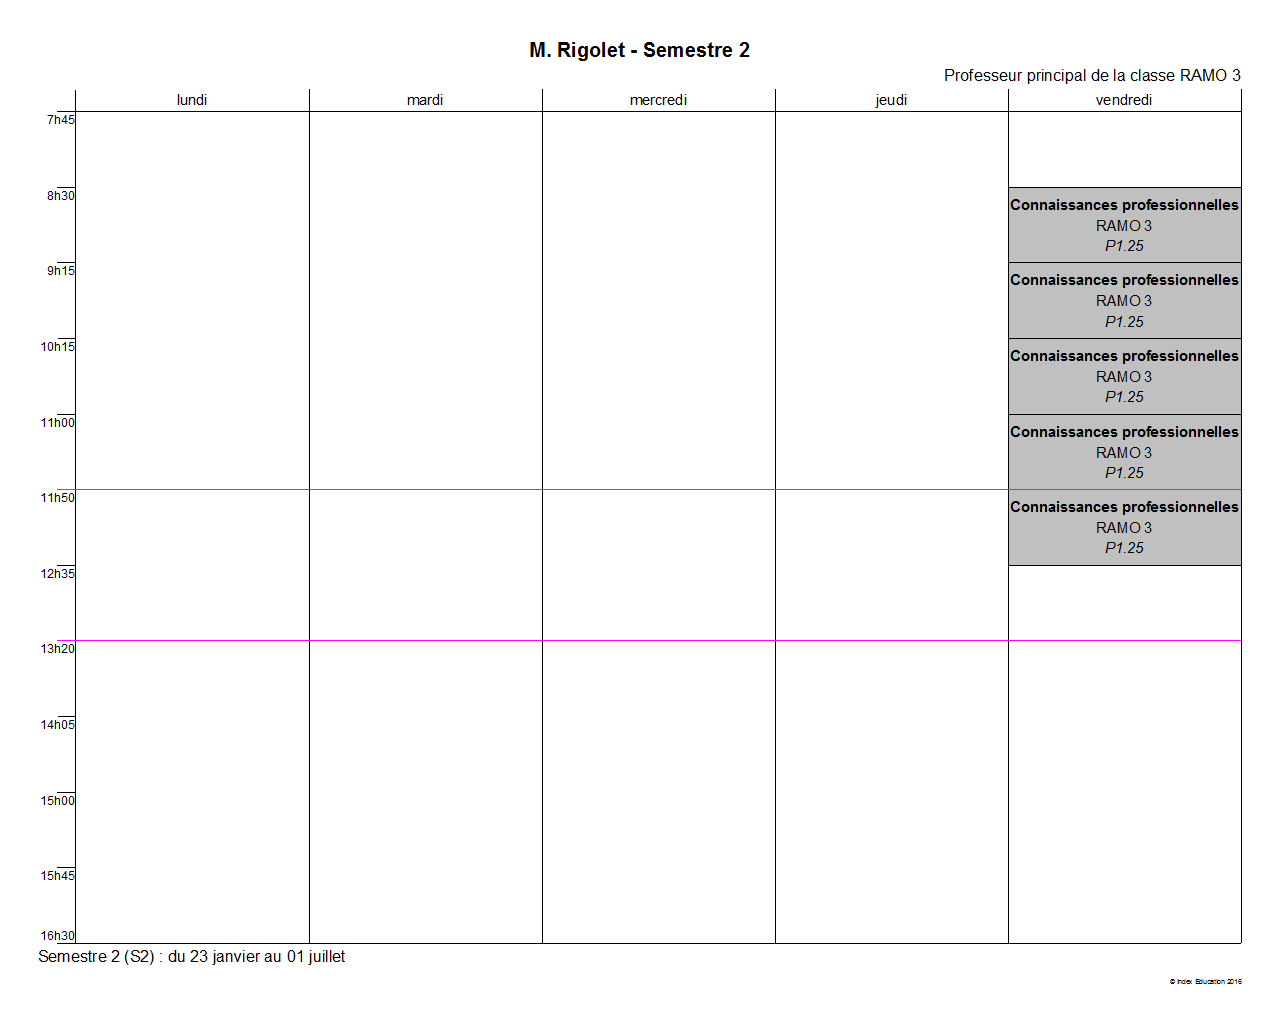 M. Rigolet - Semestre 2
Professeur principal de la classe RAMO 3
lundi mardi mercredi jeudi vendredi
7h45
8h30
Connaissances professionnelles
RAMO 3
P1.25
9h15
Connaissances professionnelles
RAMO 3
P1.25
10h15
Connaissances professionnelles
RAMO 3
P1.25
11h00
Connaissances professionnelles
RAMO 3
P1.25
11h50
Connaissances professionnelles
RAMO 3
P1.25
12h35
13h20
14h05
15h00
15h45
16h30
Semestre 2 (S2) : du 23 janvier au 01 juillet
© Index Education 2016